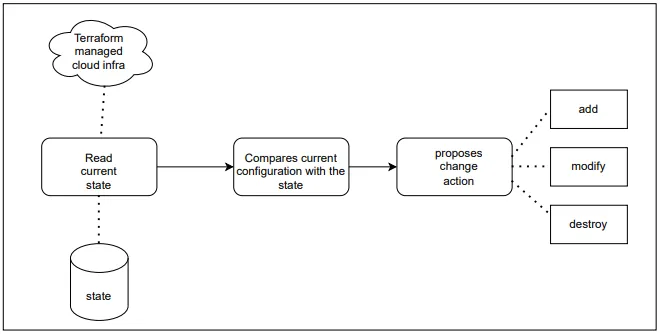 Terraform
managed
cloud infra
Read
current
state
state
Compares current
configuration with the
state
proposes
change
action
add
modify
destroy